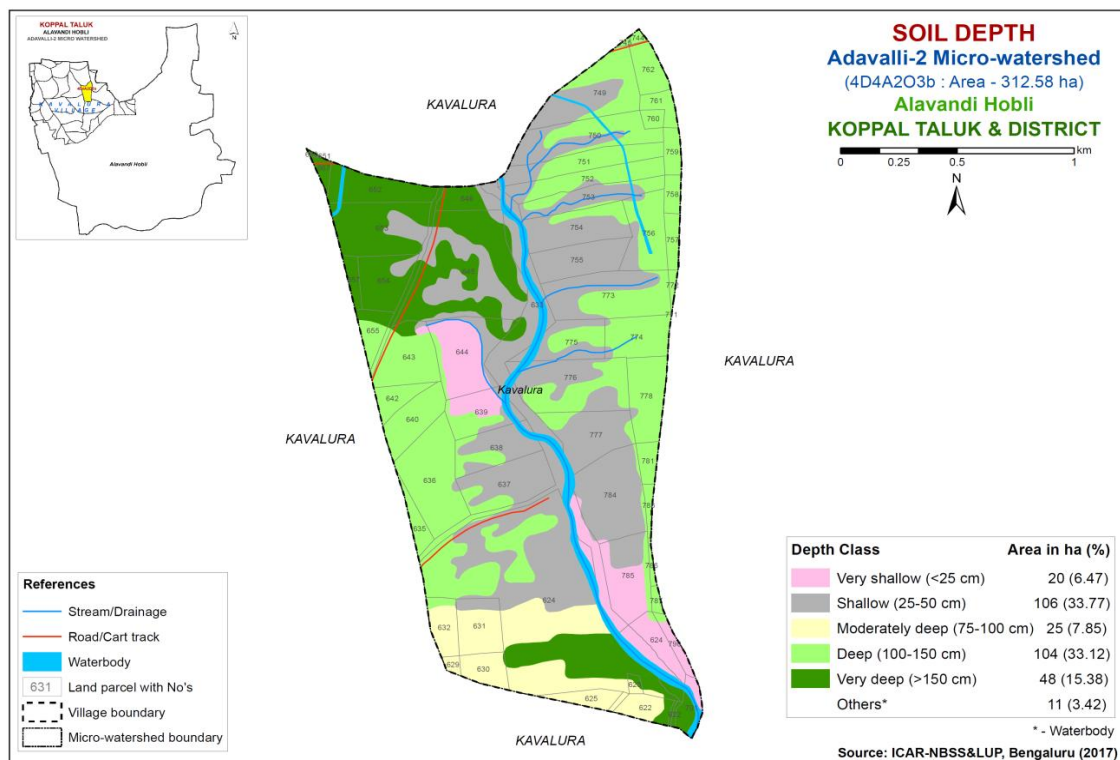 KOPPAL TALUK
ALAVANDI HOBLI
ADAVALLI-2 MICRO WATERSHED
N
KAVALURA
VILLAGE
Alavandi Hobli
SOIL DEPTH
Adavalli-2 Micro-watershed
(4D4A2O3b : Area - 312.58 ha)
Alavandi Hobli
KOPPAL TALUK & DISTRICT
km
0 0.25 0.5 1
N
KAVALURA
KAVALURA
KAVALURA
KAVALURA
Kavalura
762
749
761
760
750
759
751
752
753
758
754
756
757
755
773
774
775
776
655
643
644
642
640
639
638
637
636
635
778
777
781
784
785
624
624
632
631
629
630
625
622
References
Stream/Drainage
Road/Cart track
Waterbody
631 Land parcel with No's
Village boundary
Micro-watershed boundary
Depth Class Area in ha (%)
Very shallow (<25 cm) 20 (6.47)
Shallow (25-50 cm) 106 (33.77)
Moderately deep (75-100 cm) 25 (7.85)
Deep (100-150 cm) 104 (33.12)
Very deep (>150 cm) 48 (15.38)
Others* 11 (3.42)
* - Waterbody
Source: ICAR-NBSS&LUP, Bengaluru (2017)